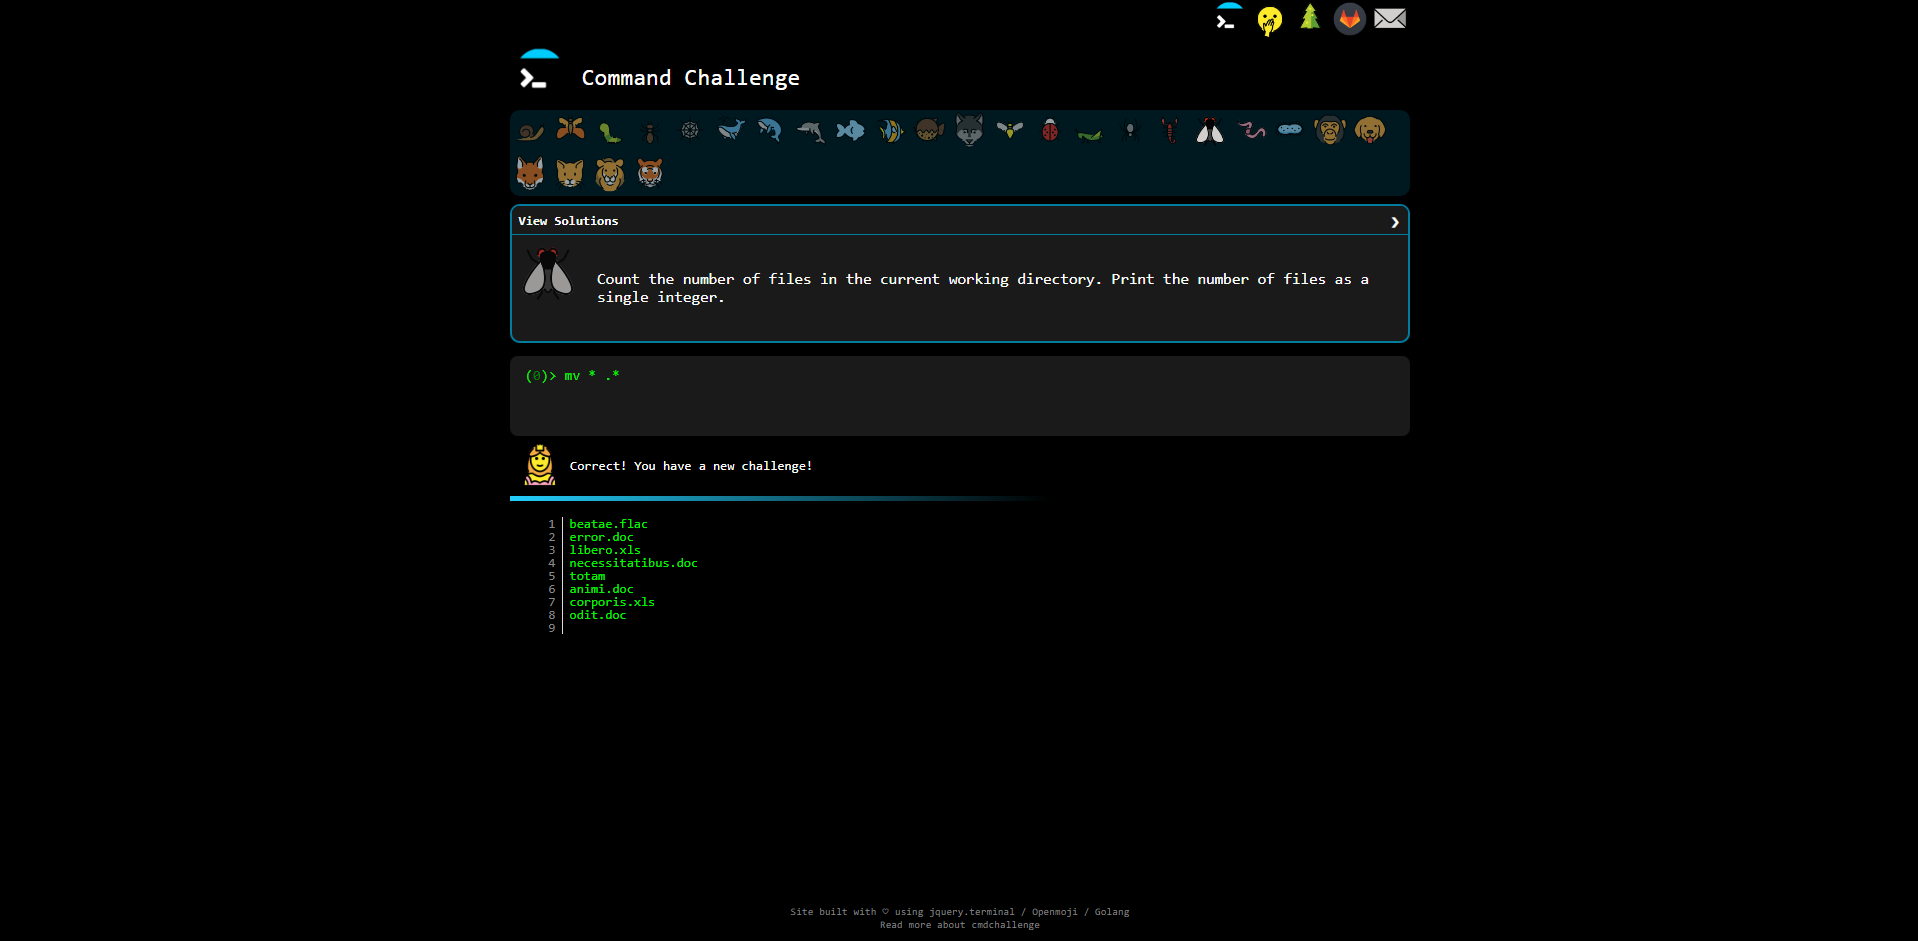 Command Challenge
View Solutions
Count the number of files in the current working directory. Print the number of files as a
single integer.
(0)> mv * .*
Correct! You have a new challenge!
1 beatae.flac
2 error.doc
3 libero.xls
4 necessitatibus.doc
5 totam
6 animi.doc
7 corporis.xls
8 odit.doc
9
Site built with ♡ using jquery.terminal / Openmoji / Golang
Read more about cmdchallenge